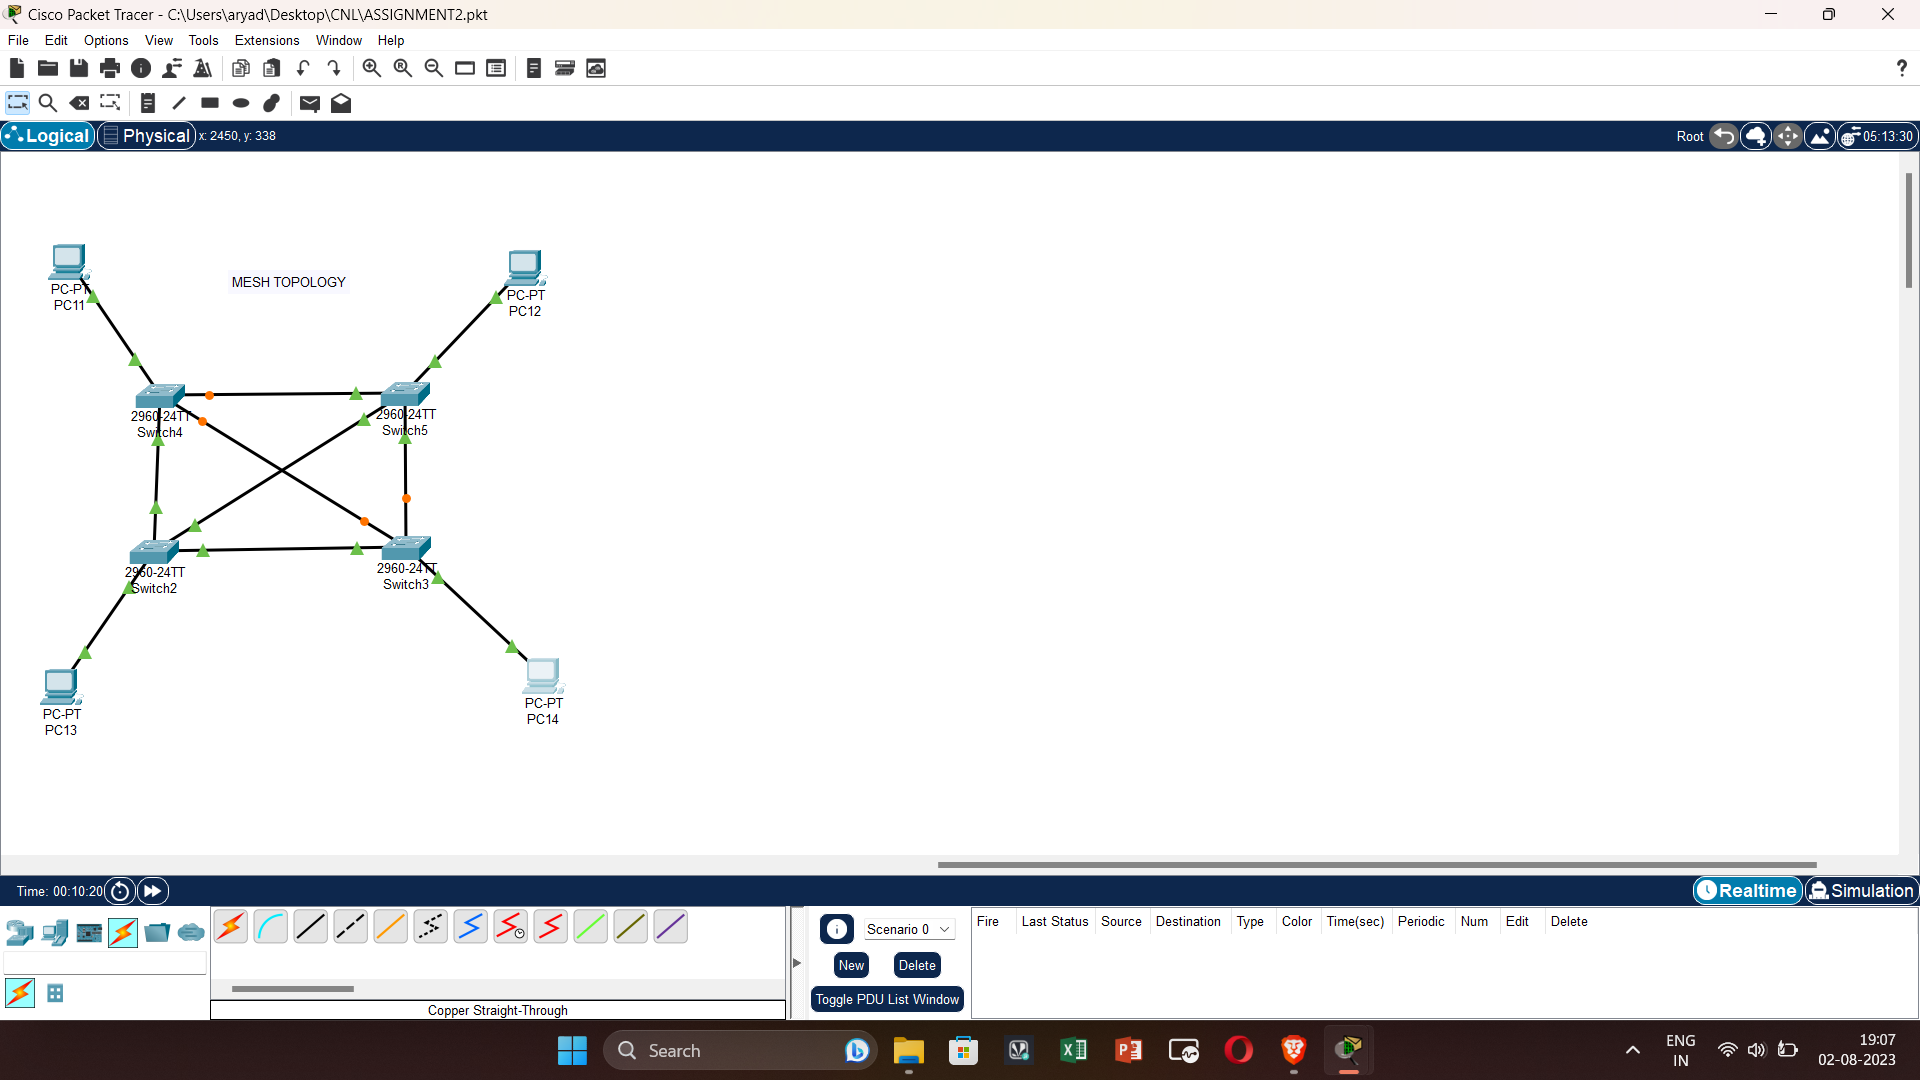 Cisco Packet Tracer - C:\Users\aryad\Desktop\CNL\ASSIGNMENT2.pkt
File Edit Options View Tools Extensions Window Help
?
Logical Physical x: 2450, y: 338 Root 05:13:30
MESH TOPOLOGY
PC-PT
PC11
PC-PT
PC12
2960-24TT
Switch4
2960-24TT
Switch5
2960-24TT
Switch2
2960-24TT
Switch3
PC-PT
PC13
PC-PT
PC14
Time: 00:10:20 Realtime Simulation
Scenario 0
New Delete
Toggle PDU List Window
Fire Last Status Source Destination Type Color Time(sec) Periodic Num Edit Delete
Copper Straight-Through
Search
ENG
IN
19:07
02-08-2023